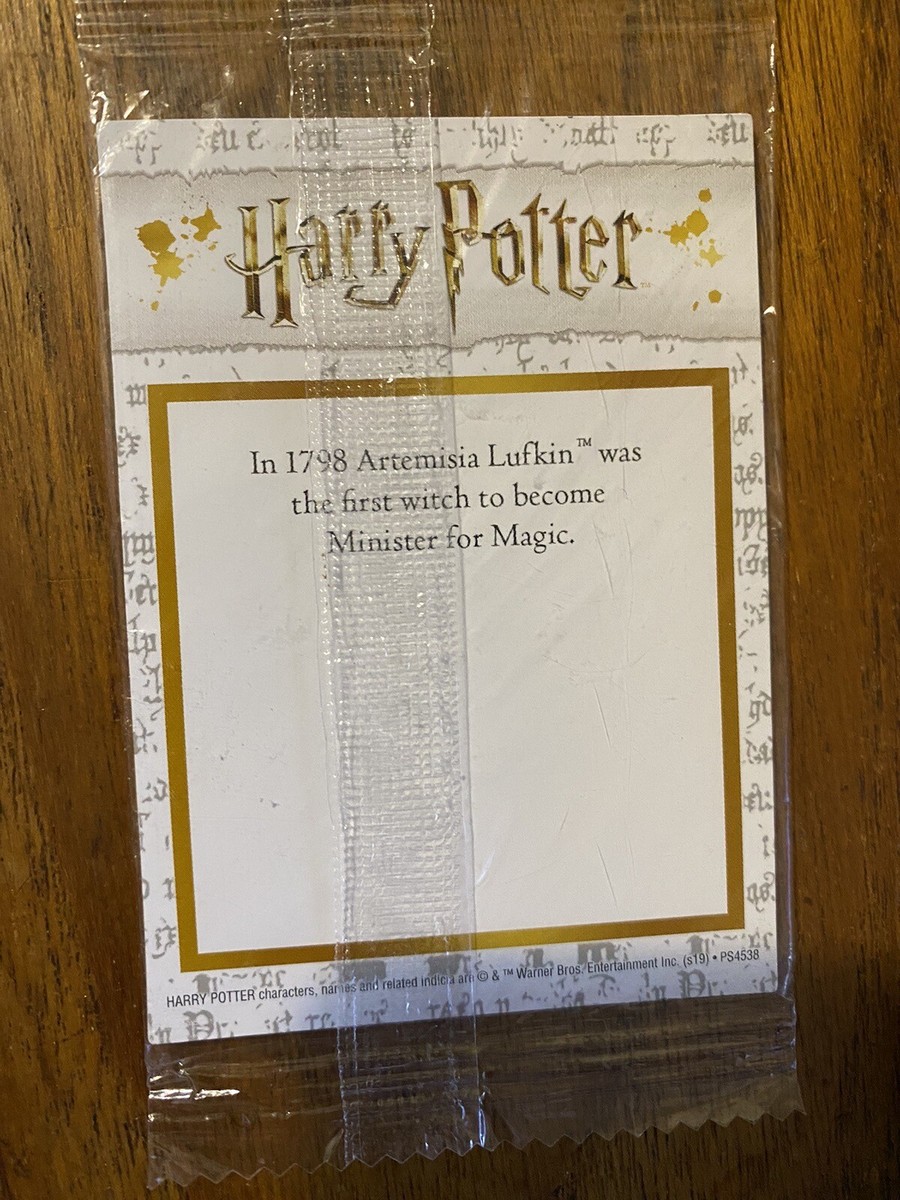 Harry Potter™
In 1798 Artemisia Lufkin™ was
the first witch to become
Minister for Magic.
HARRY POTTER characters, names and related indicia are © & ™ Warner Bros. Entertainment Inc. (s19) • PS4538